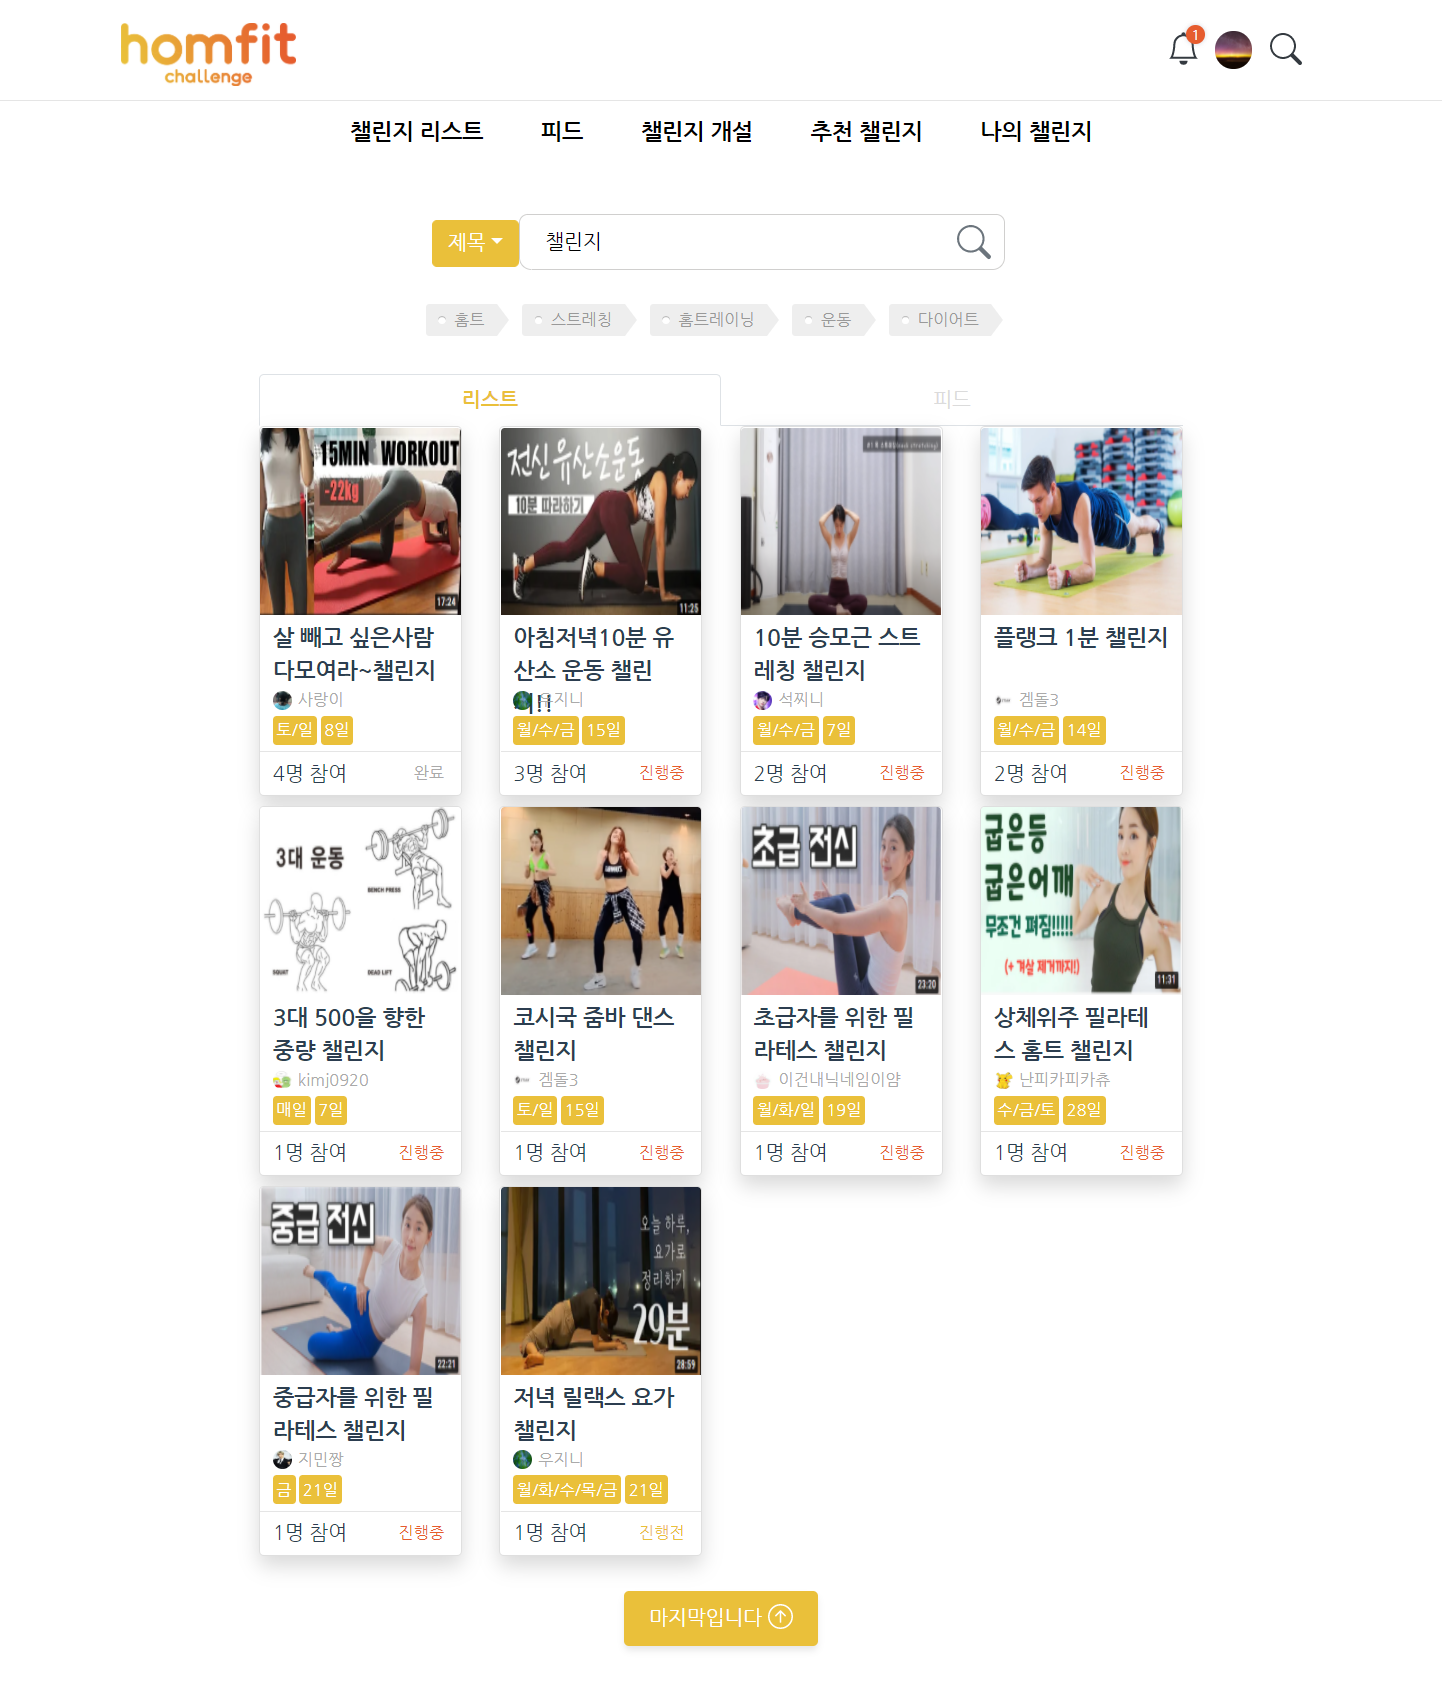 homfit
challenge
1
챌린지 리스트 피드 챌린지 개설 추천 챌린지 나의 챌린지
제목 챌린지
홈트 스트레칭 홈트레이닝 운동 다이어트
리스트 피드
15MIN WORKOUT
-22kg
17:24
살 빼고 싶은사람
다모여라~챌린지
사랑이
토/일 8일
4명 참여 완료
전신 유산소운동
10분 따라하기
11:25
아침저녁10분 유
산소 운동 챌린
지!!
우지니
월/수/금 15일
3명 참여 진행중
10분 승모근 스트
레칭 챌린지
석찌니
월/수/금 7일
2명 참여 진행중
플랭크 1분 챌린지
겜돌3
월/수/금 14일
2명 참여 진행중
3대 운동
BENCH PRESS
SQUAT
DEAD LIFT
3대 500을 향한
중량 챌린지
kimj0920
매일 7일
1명 참여 진행중
코시국 줌바 댄스
챌린지
겜돌3
토/일 15일
1명 참여 진행중
초급 전신
23:20
초급자를 위한 필
라테스 챌린지
이건내닉네임이얌
월/화/일 19일
1명 참여 진행중
굽은등
굽은어깨
무조건 펴짐!!!!!
(+ 겨살 제거까지!)
11:31
상체위주 필라테
스 홈트 챌린지
난피카피카츄
수/금/토 28일
1명 참여 진행중
중급 전신
22:21
중급자를 위한 필
라테스 챌린지
지민짱
금 21일
1명 참여 진행중
오늘 하루,
요가로
정리하기
29분
28:59
저녁 릴랙스 요가
챌린지
우지니
월/화/수/목/금 21일
1명 참여 진행전
마지막입니다